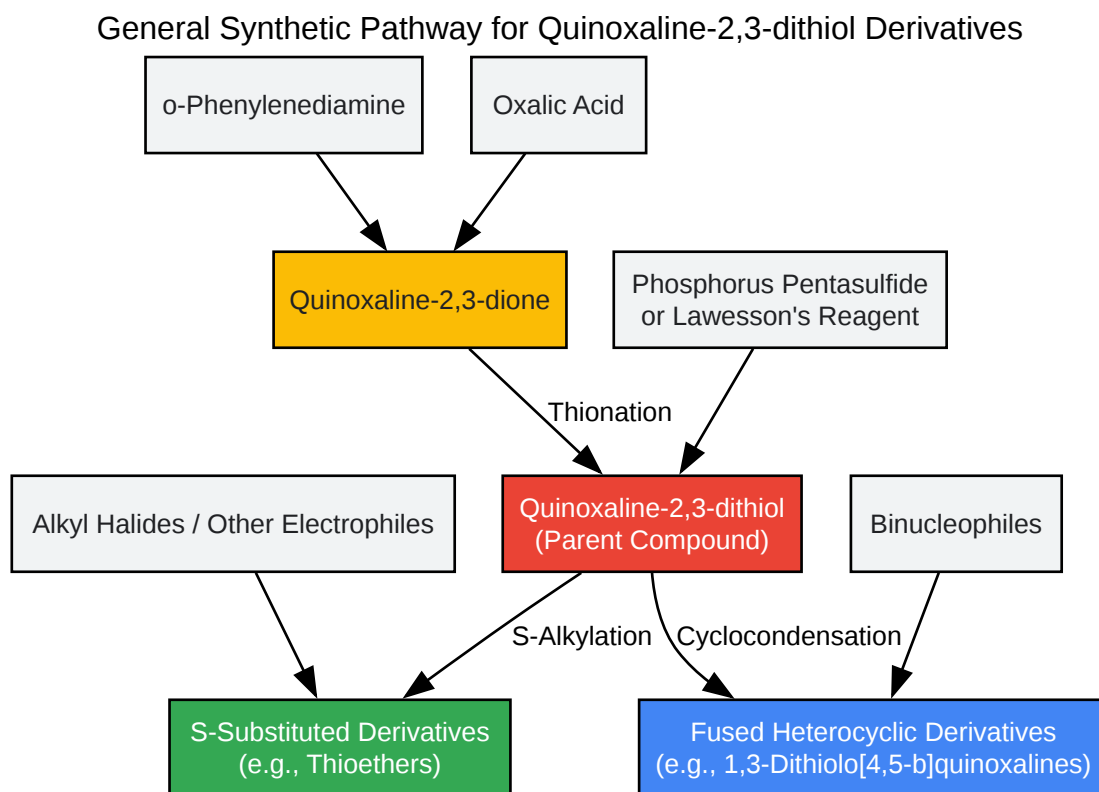 General Synthetic Pathway for Quinoxaline-2,3-dithiol Derivatives
o-Phenylenediamine
Oxalic Acid
Quinoxaline-2,3-dione
Phosphorus Pentasulfide
or Lawesson's Reagent
Thionation
Alkyl Halides / Other Electrophiles
Quinoxaline-2,3-dithiol
(Parent Compound)
Binucleophiles
S-Alkylation
Cyclocondensation
S-Substituted Derivatives
(e.g., Thioethers)
Fused Heterocyclic Derivatives
(e.g., 1,3-Dithiolo[4,5-b]quinoxalines)